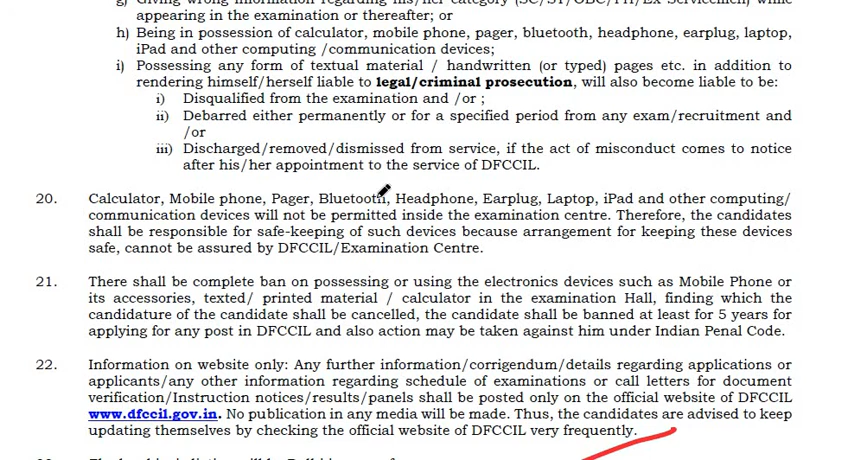 g) Giving wrong information regarding his/her category (SC/ST/OBC/PH/Ex-Servicemen) while
appearing in the examination or thereafter; or
h) Being in possession of calculator, mobile phone, pager, bluetooth, headphone, earplug, laptop,
iPad and other computing /communication devices;
i) Possessing any form of textual material / handwritten (or typed) pages etc. in addition to
rendering himself/herself liable to legal/criminal prosecution, will also become liable to be:
i) Disqualified from the examination and /or ;
ii) Debarred either permanently or for a specified period from any exam/recruitment and
/or
iii) Discharged/removed/dismissed from service, if the act of misconduct comes to notice
after his/her appointment to the service of DFCCIL.
20. Calculator, Mobile phone, Pager, Bluetooth, Headphone, Earplug, Laptop, iPad and other computing/
communication devices will not be permitted inside the examination centre. Therefore, the candidates
shall be responsible for safe-keeping of such devices because arrangement for keeping these devices
safe, cannot be assured by DFCCIL/Examination Centre.
21. There shall be complete ban on possessing or using the electronics devices such as Mobile Phone or
its accessories, texted/ printed material / calculator in the examination Hall, finding which the
candidature of the candidate shall be cancelled, the candidate shall be banned at least for 5 years for
applying for any post in DFCCIL and also action may be taken against him under Indian Penal Code.
22. Information on website only: Any further information/corrigendum/details regarding applications or
applicants/any other information regarding schedule of examinations or call letters for document
verification/Instruction notices/results/panels shall be posted only on the official website of DFCCIL
www.dfccil.gov.in. No publication in any media will be made. Thus, the candidates are advised to keep
updating themselves by checking the official website of DFCCIL very frequently.